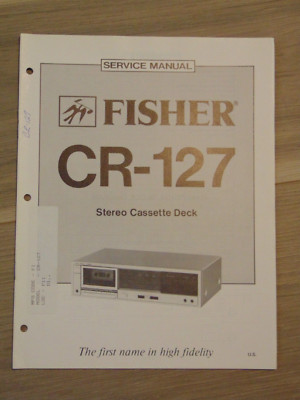 SERVICE MANUAL
FISHER®
CR-127
Stereo Cassette Deck
The first name in high fidelity